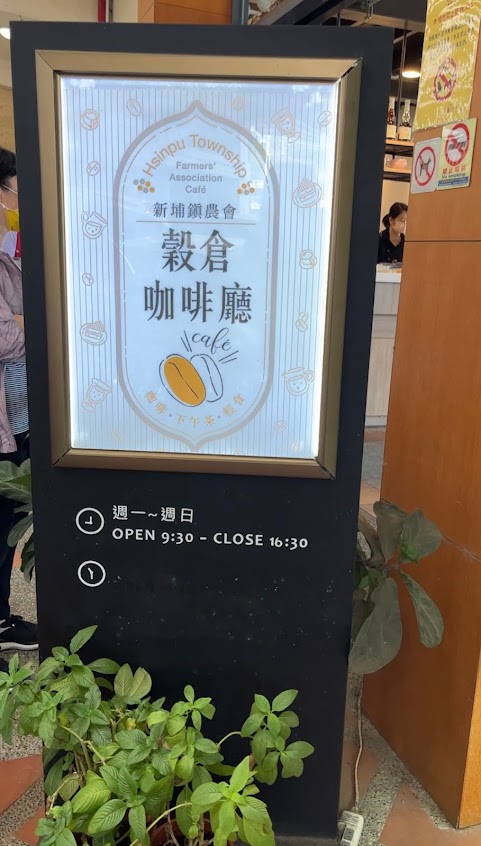 Hsinpu Township
Farmers'
Association
Café
新埔鎮農會
穀倉
咖啡廳
café
咖啡·下午茶·輕食
週一~週日
OPEN 9:30 - CLOSE 16:30